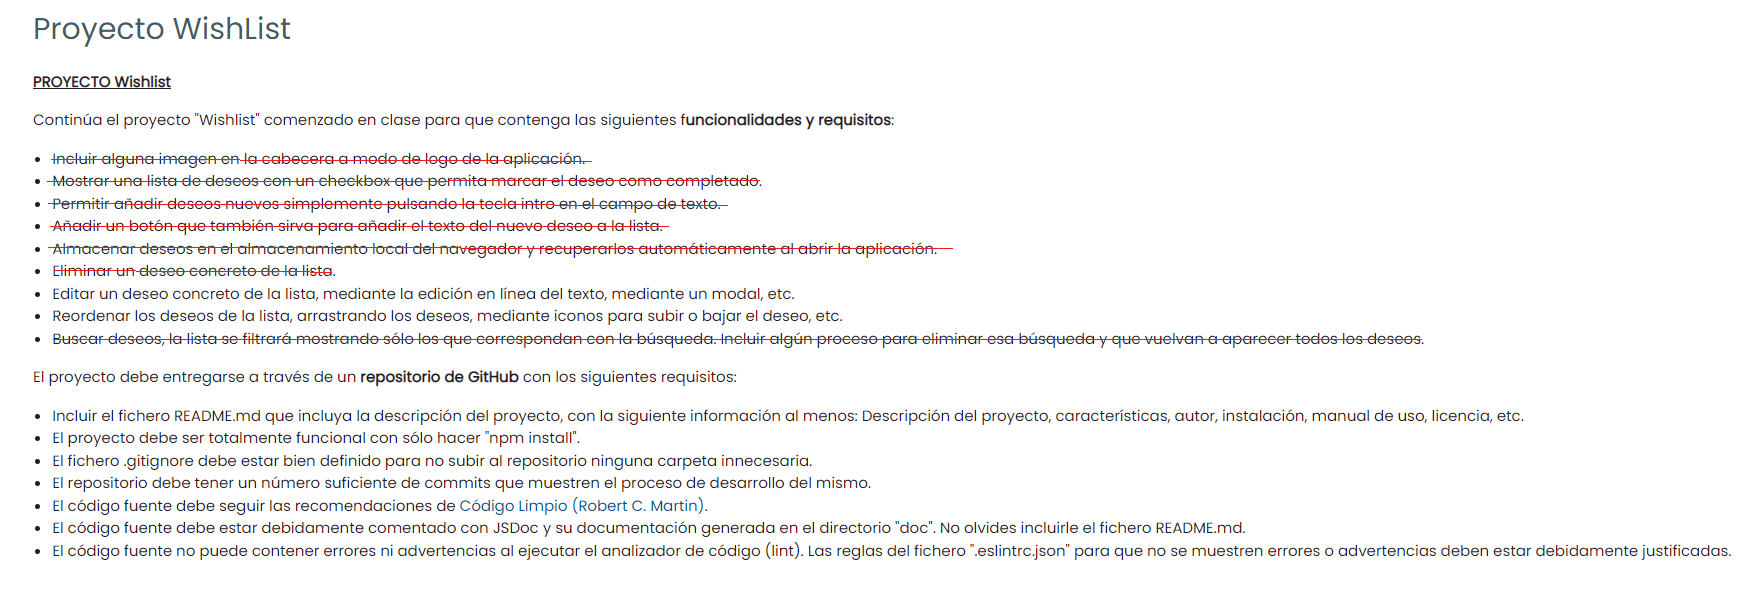 Proyecto WishList
PROYECTO Wishlist
Continúa el proyecto "Wishlist" comenzado en clase para que contenga las siguientes funcionalidades y requisitos:
• Incluir alguna imagen en la cabecera a modo de logo de la aplicación.
• Mostrar una lista de deseos con un checkbox que permita marcar el deseo como completado.
• Permitir añadir deseos nuevos simplemente pulsando la tecla intro en el campo de texto.
• Añadir un botón que también sirva para añadir el texto del nuevo deseo a la lista.
• Almacenar deseos en el almacenamiento local del navegador y recuperarlos automáticamente al abrir la aplicación.
• Eliminar un deseo concreto de la lista.
• Editar un deseo concreto de la lista, mediante la edición en línea del texto, mediante un modal, etc.
• Reordenar los deseos de la lista, arrastrando los deseos, mediante iconos para subir o bajar el deseo, etc.
• Buscar deseos, la lista se filtrará mostrando sólo los que correspondan con la búsqueda. Incluir algún proceso para eliminar esa búsqueda y que vuelvan a aparecer todos los deseos.
El proyecto debe entregarse a través de un repositorio de GitHub con los siguientes requisitos:
• Incluir el fichero README.md que incluya la descripción del proyecto, con la siguiente información al menos: Descripción del proyecto, características, autor, instalación, manual de uso, licencia, etc.
• El proyecto debe ser totalmente funcional con sólo hacer "npm install".
• El fichero .gitignore debe estar bien definido para no subir al repositorio ninguna carpeta innecesaria.
• El repositorio debe tener un número suficiente de commits que muestren el proceso de desarrollo del mismo.
• El código fuente debe seguir las recomendaciones de Código Limpio (Robert C. Martin).
• El código fuente debe estar debidamente comentado con JSDoc y su documentación generada en el directorio "doc". No olvides incluirle el fichero README.md.
• El código fuente no puede contener errores ni advertencias al ejecutar el analizador de código (lint). Las reglas del fichero ".eslintrc.json" para que no se muestren errores o advertencias deben estar debidamente justificadas.